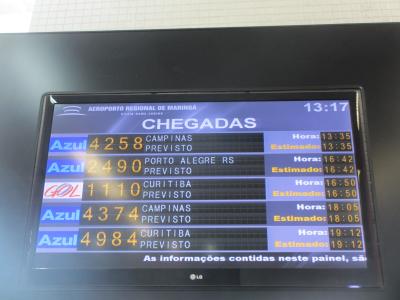 AEROPORTO REGIONAL DE MARINGÁ
13:17
CHEGADAS
Azul 4258 CAMPINAS Hora: 13:35
PREVISTO Estimado: 13:35
Azul 2490 PORTO ALEGRE RS Hora: 16:42
PREVISTO Estimado: 16:42
GOL 1110 CURITIBA Hora: 16:50
PREVISTO Estimado: 16:50
Azul 4374 CAMPINAS Hora: 18:05
PREVISTO Estimado: 18:05
Azul 4984 CURITIBA Hora: 19:12
PREVISTO Estimado: 19:12
As informações contidas neste painel, sã
LG